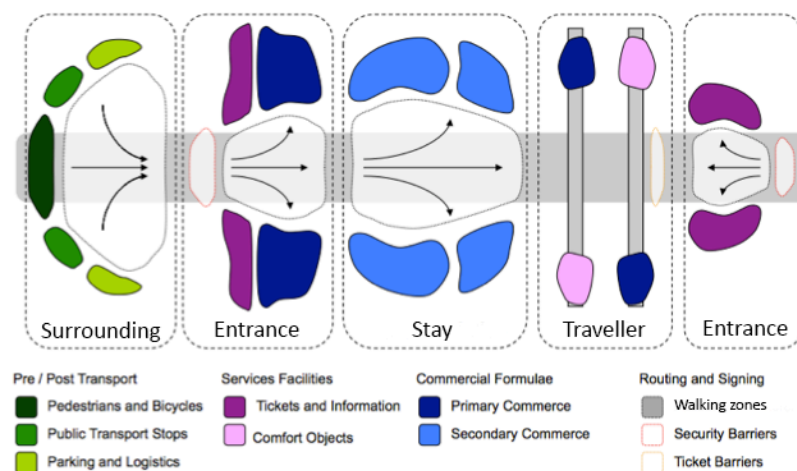 Surrounding
Entrance
Stay
Traveller
Entrance
Pre / Post Transport
Pedestrians and Bicycles
Public Transport Stops
Parking and Logistics
Services Facilities
Tickets and Information
Comfort Objects
Commercial Formulae
Primary Commerce
Secondary Commerce
Routing and Signing
Walking zones
Security Barriers
Ticket Barriers